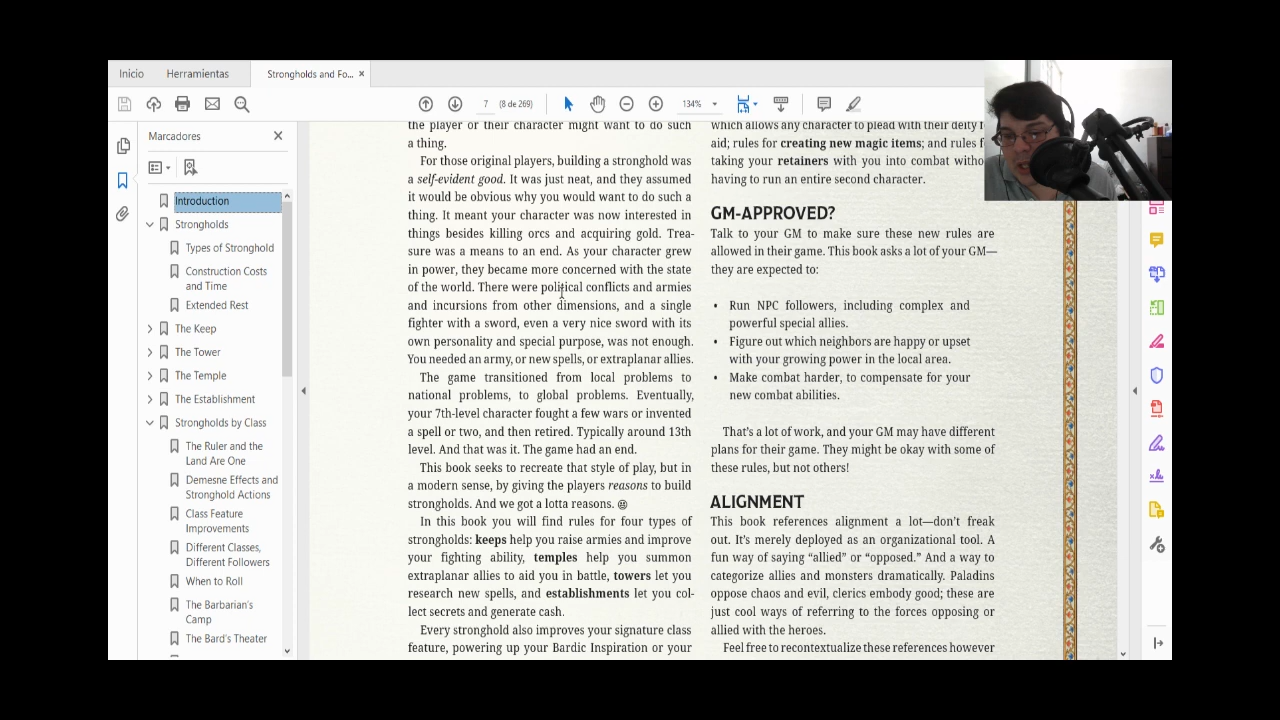 Inicio
Herramientas
Strongholds and Fo... ×
7 (8 de 269)
134%
Marcadores
Introduction
Strongholds
Types of Stronghold
Construction Costs
and Time
Extended Rest
The Keep
The Tower
The Temple
The Establishment
Strongholds by Class
The Ruler and the
Land Are One
Demesne Effects and
Stronghold Actions
Class Feature
Improvements
Different Classes,
Different Followers
When to Roll
The Barbarian's
Camp
The Bard's Theater
the player or their character might want to do such
a thing.
For those original players, building a stronghold was
a self-evident good. It was just neat, and they assumed
it would be obvious why you would want to do such a
thing. It meant your character was now interested in
things besides killing orcs and acquiring gold. Trea-
sure was a means to an end. As your character grew
in power, they became more concerned with the state
of the world. There were political conflicts and armies
and incursions from other dimensions, and a single
fighter with a sword, even a very nice sword with its
own personality and special purpose, was not enough.
You needed an army, or new spells, or extraplanar allies.
The game transitioned from local problems to
national problems, to global problems. Eventually,
your 7th-level character fought a few wars or invented
a spell or two, and then retired. Typically around 13th
level. And that was it. The game had an end.
This book seeks to recreate that style of play, but in
a modern sense, by giving the players reasons to build
strongholds. And we got a lotta reasons. 😄
In this book you will find rules for four types of
strongholds: keeps help you raise armies and improve
your fighting ability, temples help you summon
extraplanar allies to aid you in battle, towers let you
research new spells, and establishments let you col-
lect secrets and generate cash.
Every stronghold also improves your signature class
feature, powering up your Bardic Inspiration or your
which allows any character to plead with their deity
aid; rules for creating new magic items; and rules
taking your retainers with you into combat
having to run an entire second character.
GM-APPROVED?
Talk to your GM to make sure these new rules are
allowed in their game. This book asks a lot of your GM—
they are expected to:
• Run NPC followers, including complex and
powerful special allies.
• Figure out which neighbors are happy or upset
with your growing power in the local area.
• Make combat harder, to compensate for your
new combat abilities.
That's a lot of work, and your GM may have different
plans for their game. They might be okay with some of
these rules, but not others!
ALIGNMENT
This book references alignment a lot—don't freak
out. It's merely deployed as an organizational tool. A
fun way of saying “allied” or “opposed.” And a way to
categorize allies and monsters dramatically. Paladins
oppose chaos and evil, clerics embody good; these are
just cool ways of referring to the forces opposing or
allied with the heroes.
Feel free to recontextualize these references however